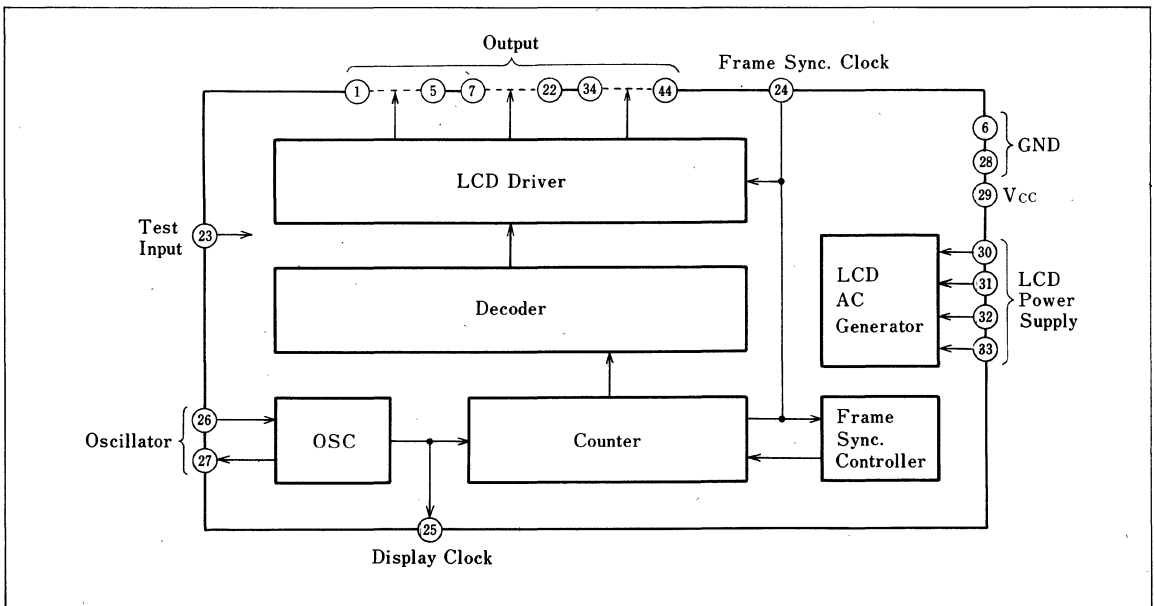 Output
Frame Sync. Clock
1
5
7
22
34
44
24
6
28
GND
29
VCC
LCD Driver
Test
Input
23
30
31
32
33
LCD
Power
Supply
LCD
AC
Generator
Decoder
26
27
Oscillator
OSC
Counter
Frame
Sync.
Controller
25
Display Clock